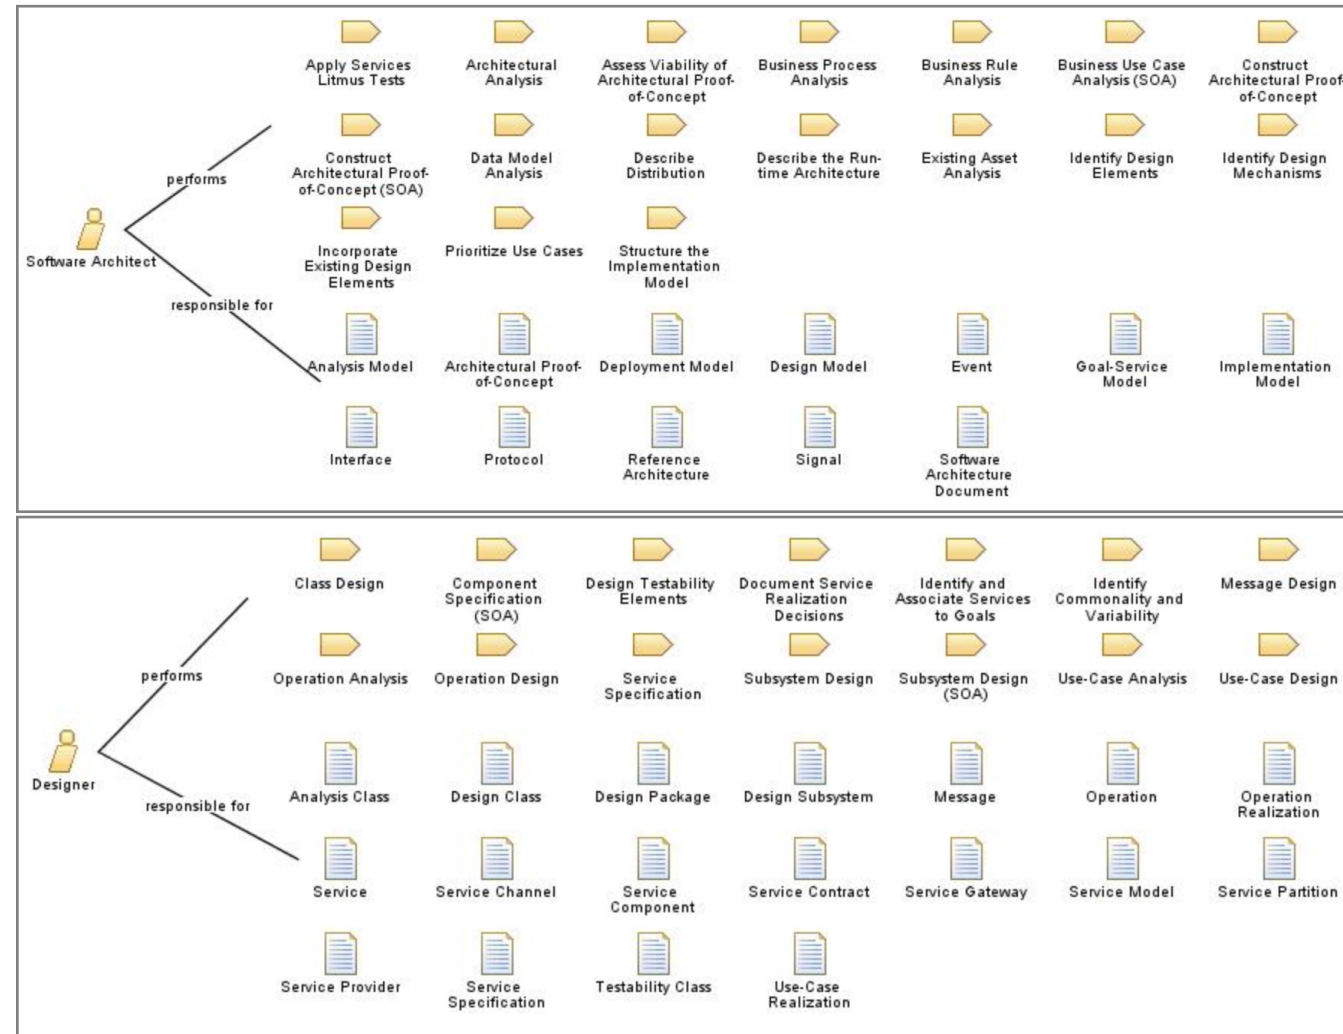 Apply Services
Litmus Tests
Architectural
Analysis
Assess Viability of
Architectural Proof-
of-Concept
Business Process
Analysis
Business Rule
Analysis
Business Use Case
Analysis (SOA)
Construct
Architectural Proof-
of-Concept
Construct
Architectural Proof-
of-Concept (SOA)
Data Model
Analysis
Describe
Distribution
Describe the Run-
time Architecture
Existing Asset
Analysis
Identify Design
Elements
Identify Design
Mechanisms
performs
Software Architect
Incorporate
Existing Design
Elements
Prioritize Use Cases
Structure the
Implementation
Model
responsible for
Analysis Model
Architectural Proof-
of-Concept
Deployment Model
Design Model
Event
Goal-Service
Model
Implementation
Model
Interface
Protocol
Reference
Architecture
Signal
Software
Architecture
Document
Class Design
Component
Specification
(SOA)
Design Testability
Elements
Document Service
Realization
Decisions
Identify and
Associate Services
to Goals
Identify
Commonality and
Variability
Message Design
performs
Operation Analysis
Operation Design
Service
Specification
Subsystem Design
Subsystem Design
(SOA)
Use-Case Analysis
Use-Case Design
Designer
responsible for
Analysis Class
Design Class
Design Package
Design Subsystem
Message
Operation
Operation
Realization
Service
Service Channel
Service
Component
Service Contract
Service Gateway
Service Model
Service Partition
Service Provider
Service
Specification
Testability Class
Use-Case
Realization